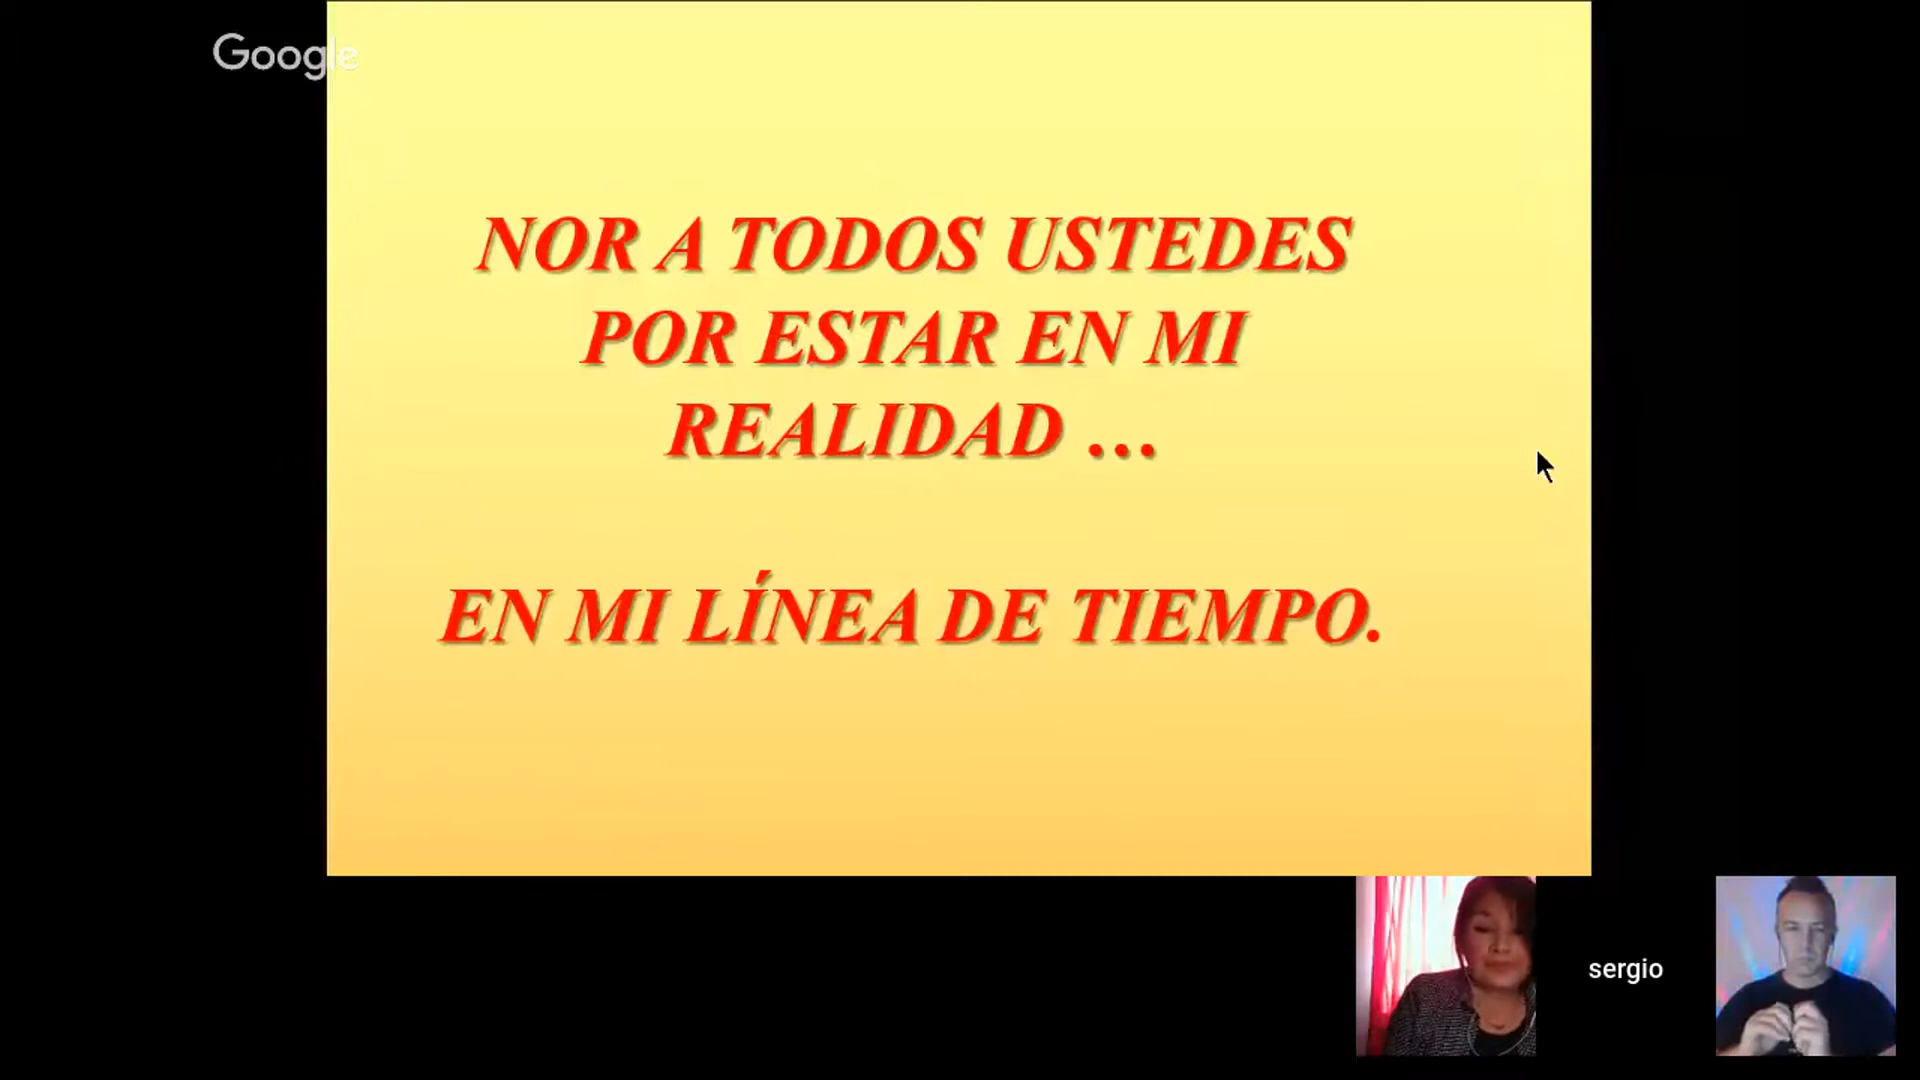 Google
NOR A TODOS USTEDES
POR ESTAR EN MI
REALIDAD ...
EN MI LÍNEA DE TIEMPO.
sergio